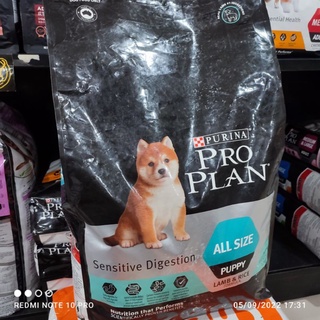 PURINA
PRO
PLAN
Sensitive Digestion
ALL SIZE
PUPPY
LAMB & RICE
Nutrition that Performs
REDMI NOTE 10 PRO
05/09/2022 17:31